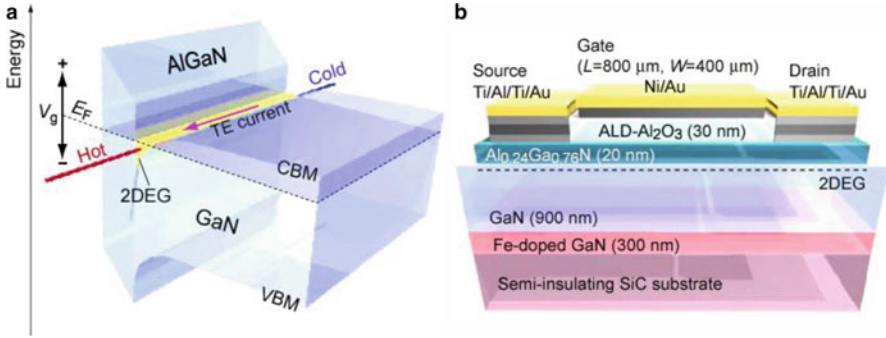 a
Energy
+
Vg
−
EF
AlGaN
Cold
TE current
Hot
2DEG
CBM
GaN
VBM
b
Gate
(L=800 μm, W=400 μm)
Ni/Au
Source
Ti/Al/Ti/Au
Drain
Ti/Al/Ti/Au
ALD-Al₂O₃ (30 nm)
Al₀.₂₄Ga₀.₇₆N (20 nm)
2DEG
GaN (900 nm)
Fe-doped GaN (300 nm)
Semi-insulating SiC substrate